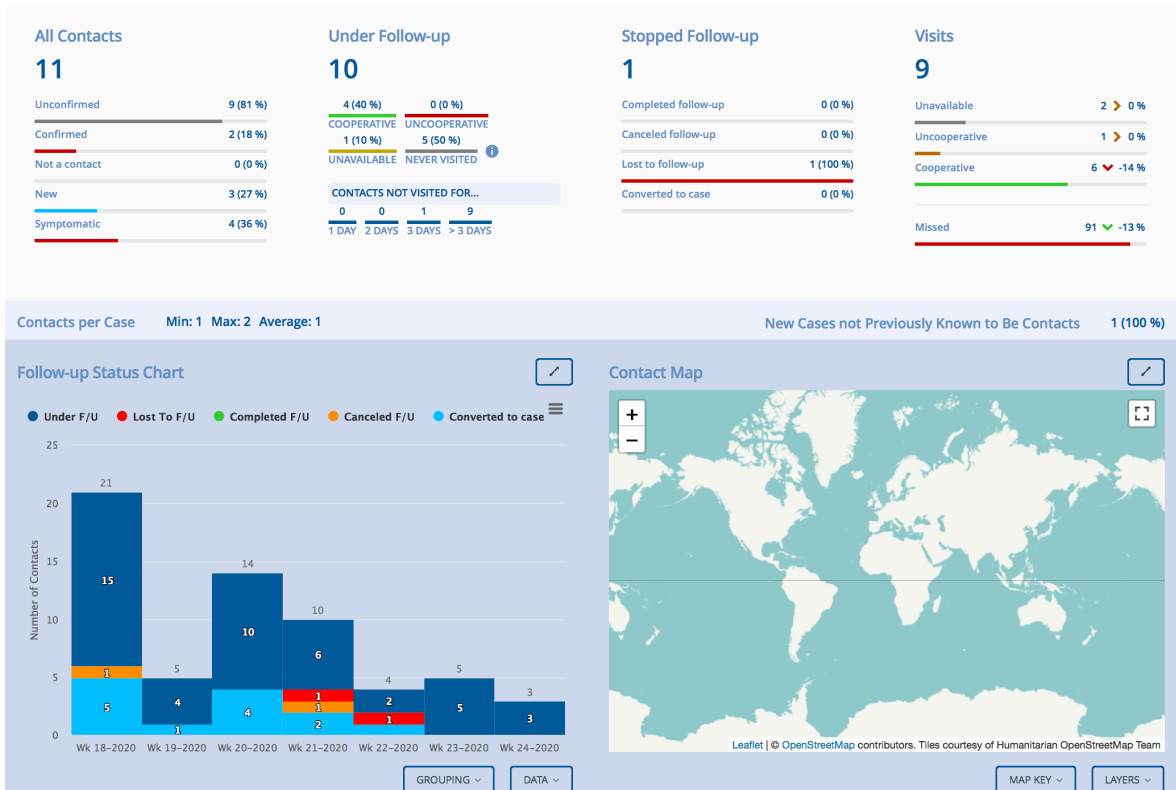 All Contacts
11
Unconfirmed 9 (81 %)
Confirmed 2 (18 %)
Not a contact 0 (0 %)
New 3 (27 %)
Symptomatic 4 (36 %)
Under Follow-up
10
4 (40 %) 0 (0 %)
COOPERATIVE UNCOOPERATIVE
1 (10 %) 5 (50 %)
UNAVAILABLE NEVER VISITED i
CONTACTS NOT VISITED FOR...
0 0 1 9
1 DAY 2 DAYS 3 DAYS > 3 DAYS
Stopped Follow-up
1
Completed follow-up 0 (0 %)
Canceled follow-up 0 (0 %)
Lost to follow-up 1 (100 %)
Converted to case 0 (0 %)
Visits
9
Unavailable 2 0 %
Uncooperative 1 0 %
Cooperative 6 -14 %
Missed 91 -13 %
Contacts per Case Min: 1 Max: 2 Average: 1
New Cases not Previously Known to Be Contacts 1 (100 %)
Follow-up Status Chart
Under F/U Lost To F/U Completed F/U Canceled F/U Converted to case
25
20
15
10
5
0
Number of Contacts
21
15
1
5
5
4
1
14
10
4
10
6
1
1
2
4
2
1
5
5
3
3
Wk 18-2020 Wk 19-2020 Wk 20-2020 Wk 21-2020 Wk 22-2020 Wk 23-2020 Wk 24-2020
GROUPING DATA
Contact Map
+
−
Leaflet | © OpenStreetMap contributors. Tiles courtesy of Humanitarian OpenStreetMap Team
MAP KEY LAYERS